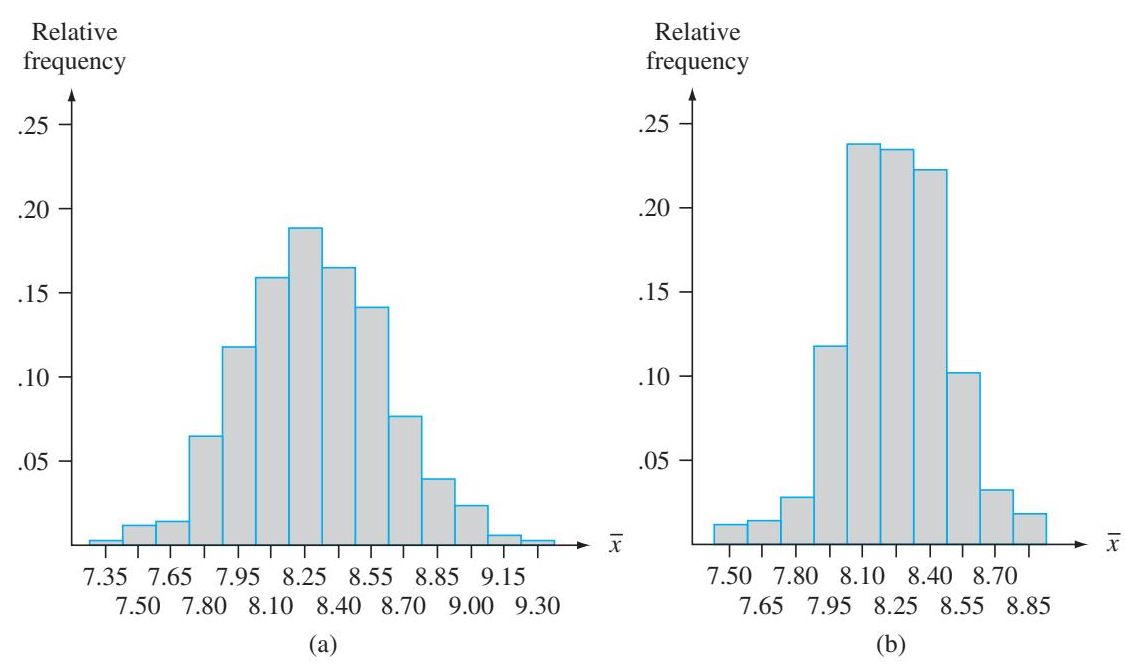 Relative
frequency
.25
.20
.15
.10
.05
x̅
7.35 7.65 7.95 8.25 8.55 8.85 9.15
7.50 7.80 8.10 8.40 8.70 9.00 9.30
(a)
Relative
frequency
.25
.20
.15
.10
.05
x̅
7.50 7.80 8.10 8.40 8.70
7.65 7.95 8.25 8.55 8.85
(b)